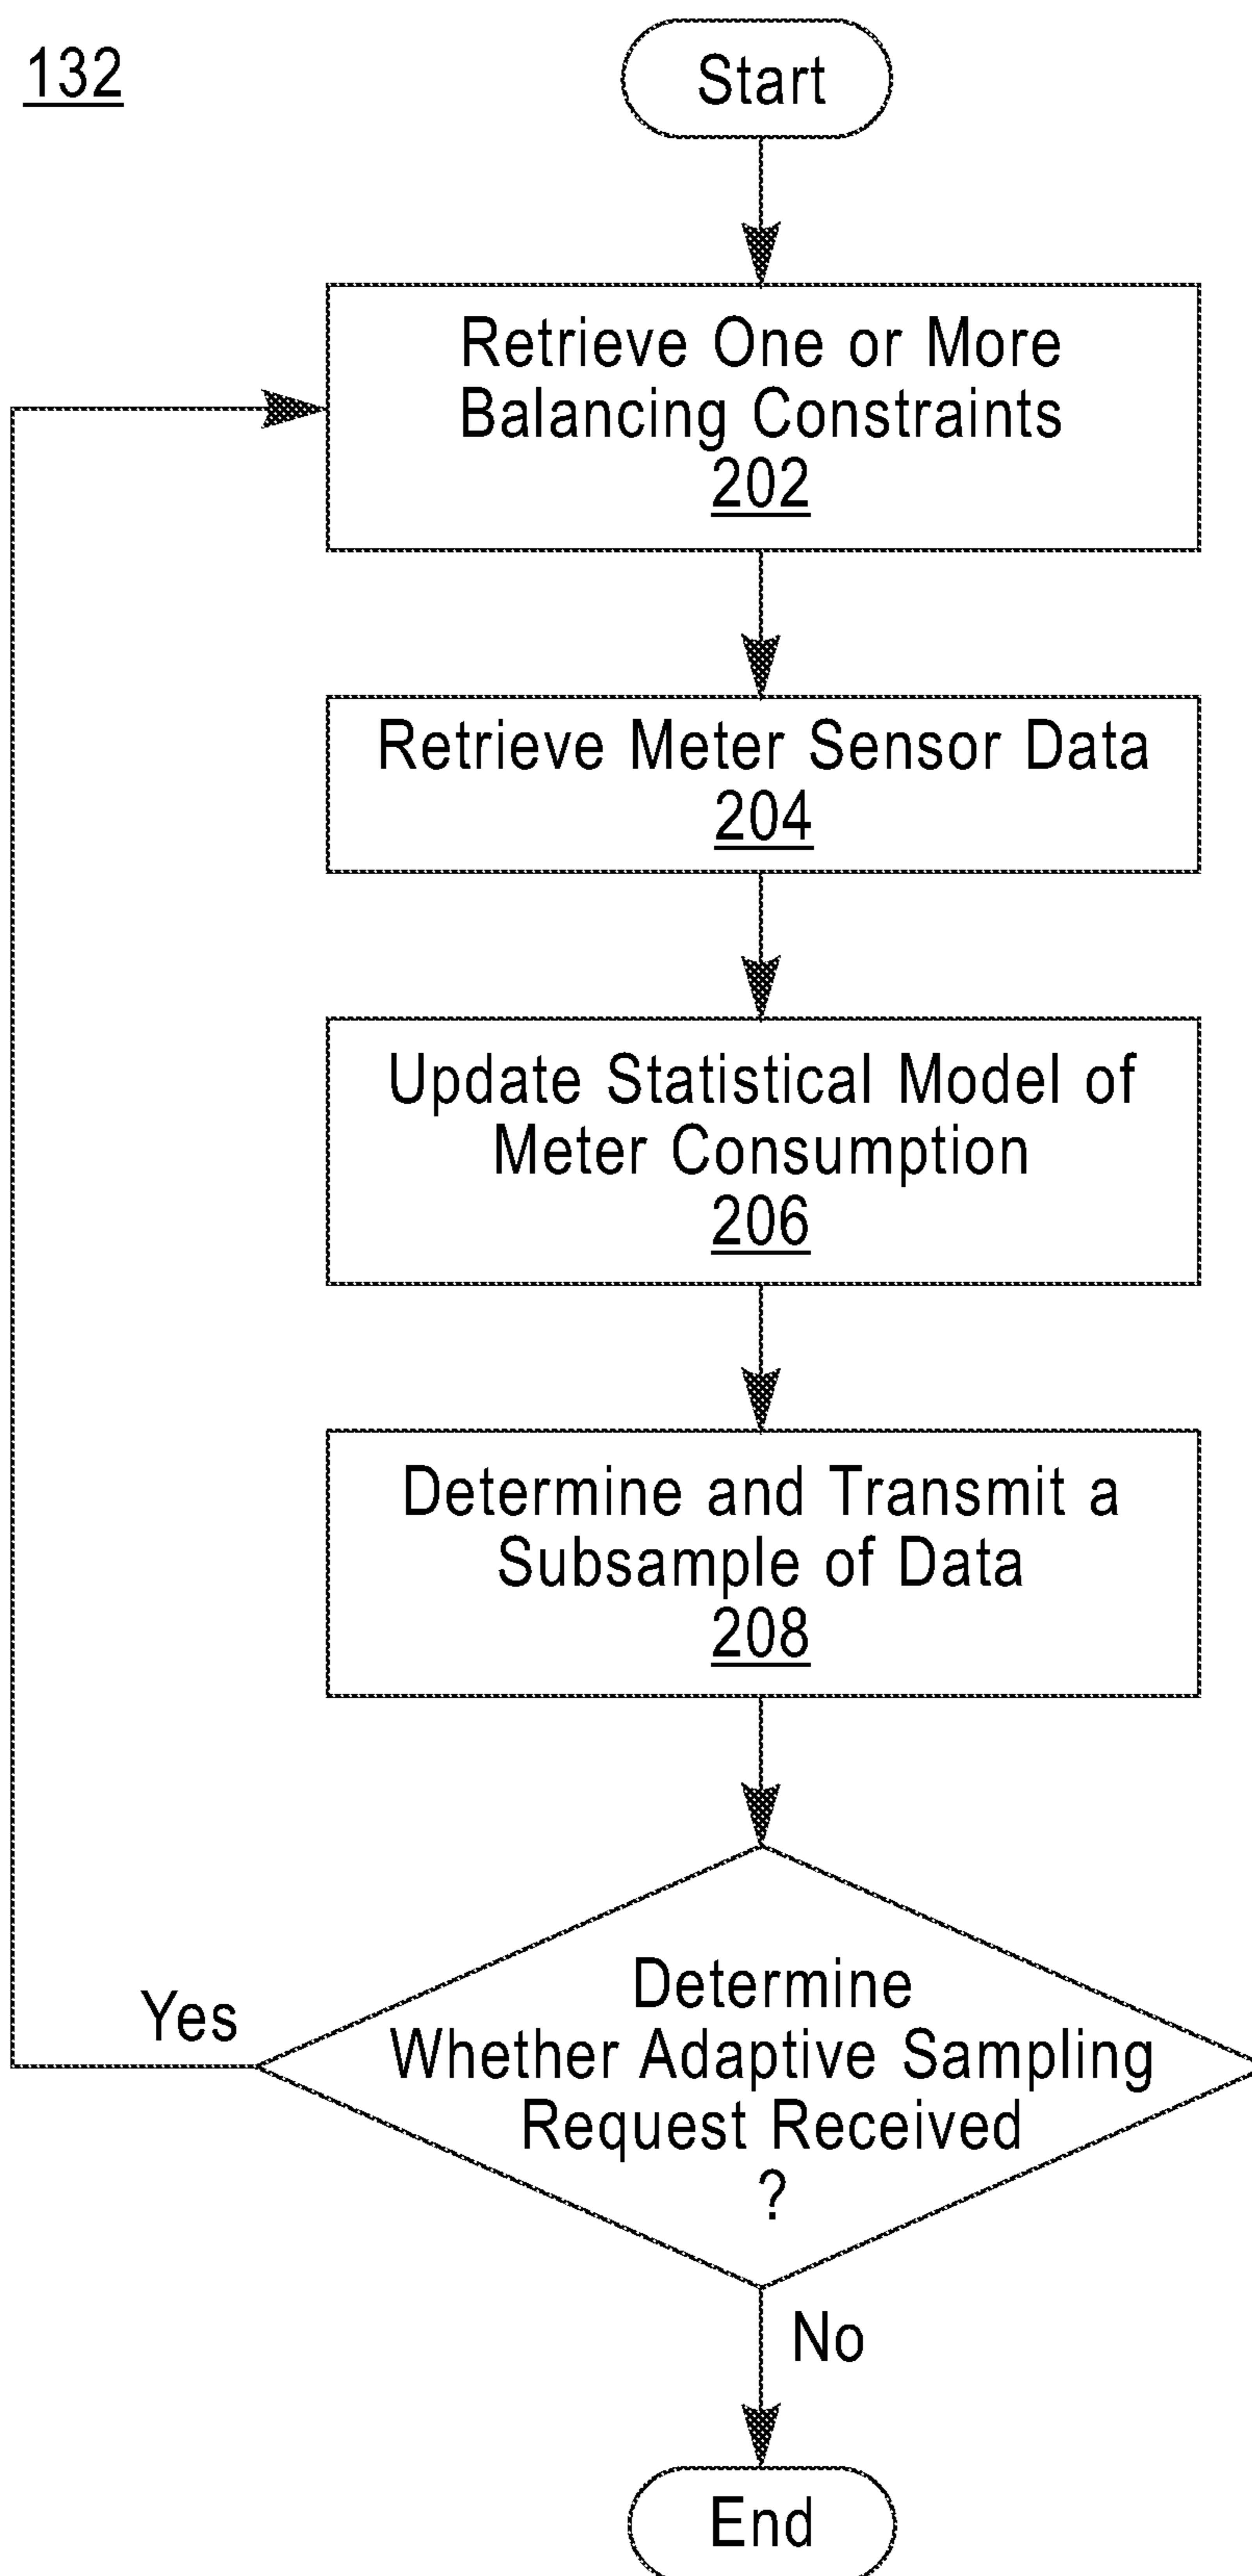 132
Start
Retrieve One or More
Balancing Constraints
202
Retrieve Meter Sensor Data
204
Update Statistical Model of
Meter Consumption
206
Determine and Transmit a
Subsample of Data
208
Determine
Whether Adaptive Sampling
Request Received
?
Yes
No
End